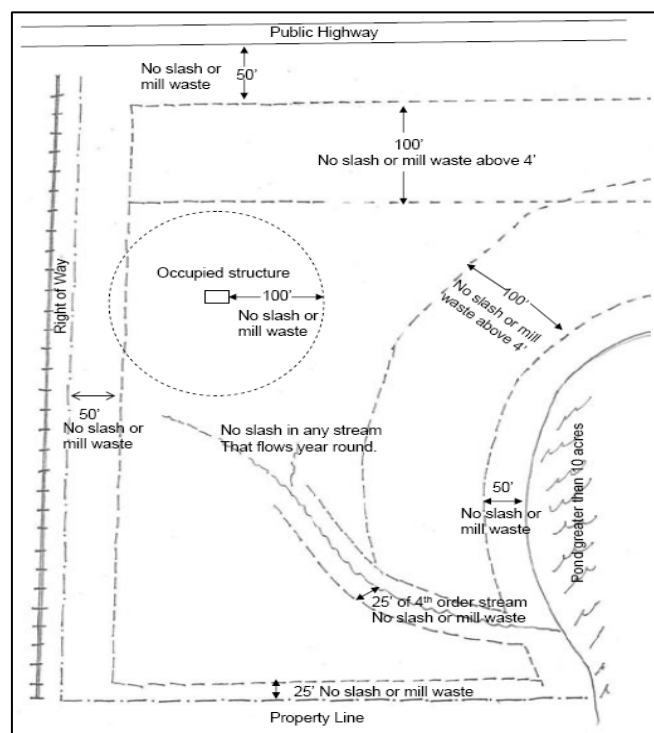 Public Highway
No slash or
mill waste
50'
100'
No slash or mill waste above 4'
Right of Way
Occupied structure
100'
No slash or
mill waste
100'
No slash or mill
waste above 4'
50'
No slash or
mill waste
No slash in any stream
That flows year round.
50'
No slash or
mill waste
Pond greater than 10 acres
25' of 4th order stream
No slash or mill waste
25' No slash or mill waste
Property Line